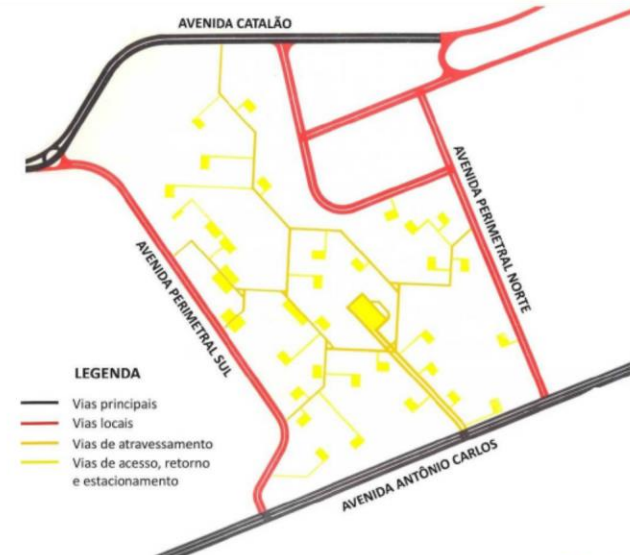 AVENIDA CATALÃO
AVENIDA PERIMETRAL NORTE
AVENIDA PERIMETRAL SUL
LEGENDA
Vias principais
Vias locais
Vias de atravessamento
Vias de acesso, retorno
e estacionamento
AVENIDA ANTÔNIO CARLOS